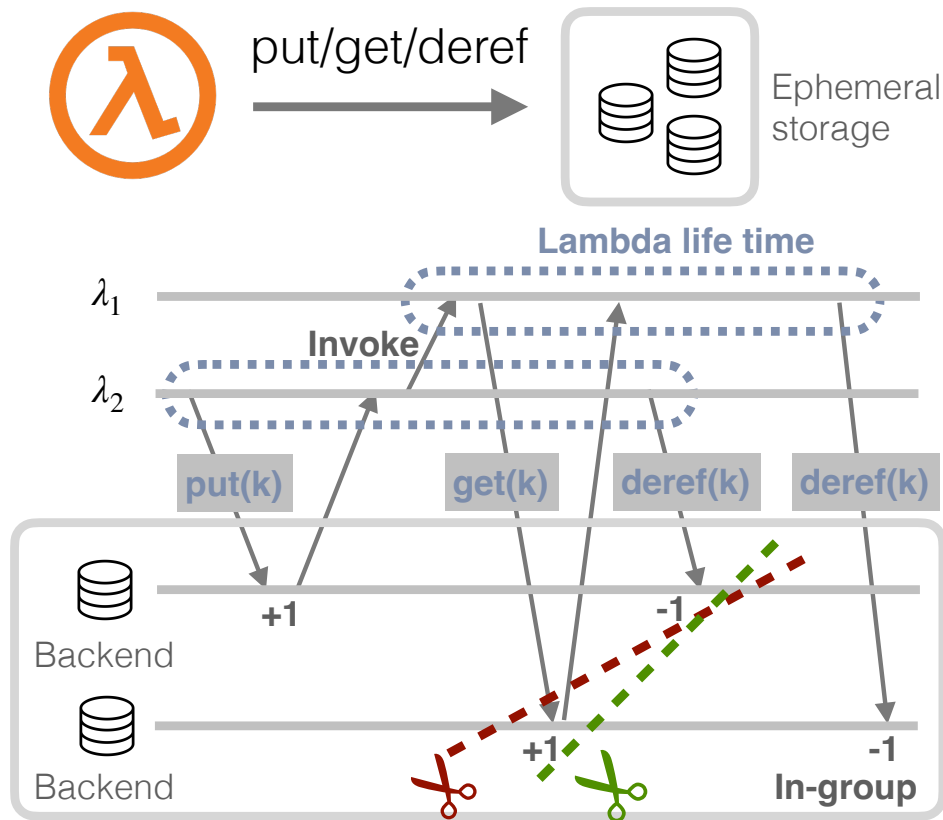 λ
put/get/deref
Ephemeral
storage
Lambda life time
λ1
Invoke
λ2
put(k)
get(k)
deref(k)
deref(k)
+1
-1
Backend
+1
-1
Backend
In-group